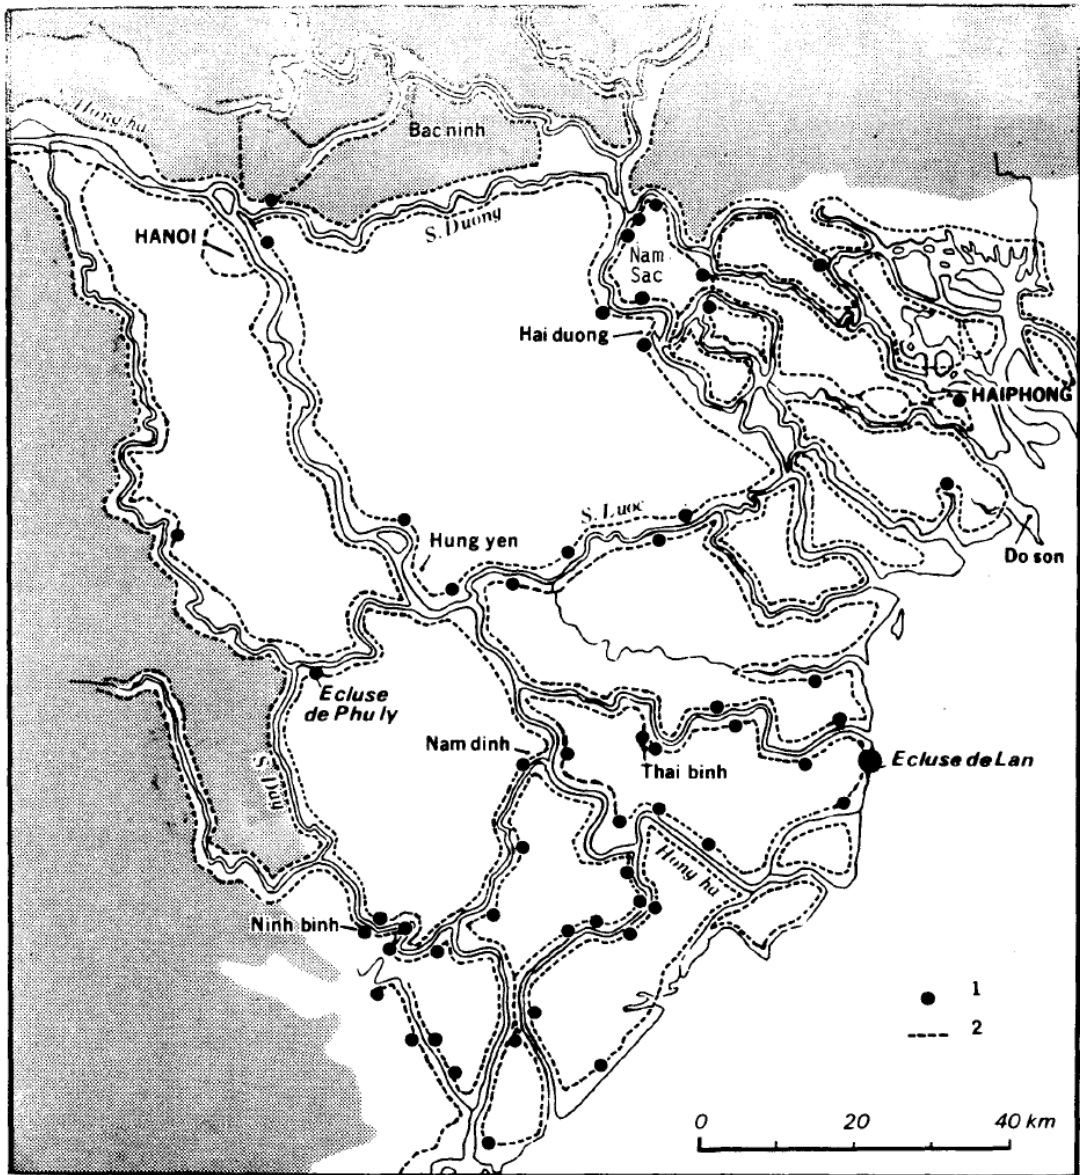 Hong ha
Bac ninh
HANOI
S. Duong
Nam
Sac
Hai duong
HAIPHONG
S. Luoc
Hung yen
Do son
Ecluse
de Phu ly
Nam dinh
Thai binh
Ecluse de Lan
S. Dáy
Hong ha
Ninh binh
1
2
0 20 40 km